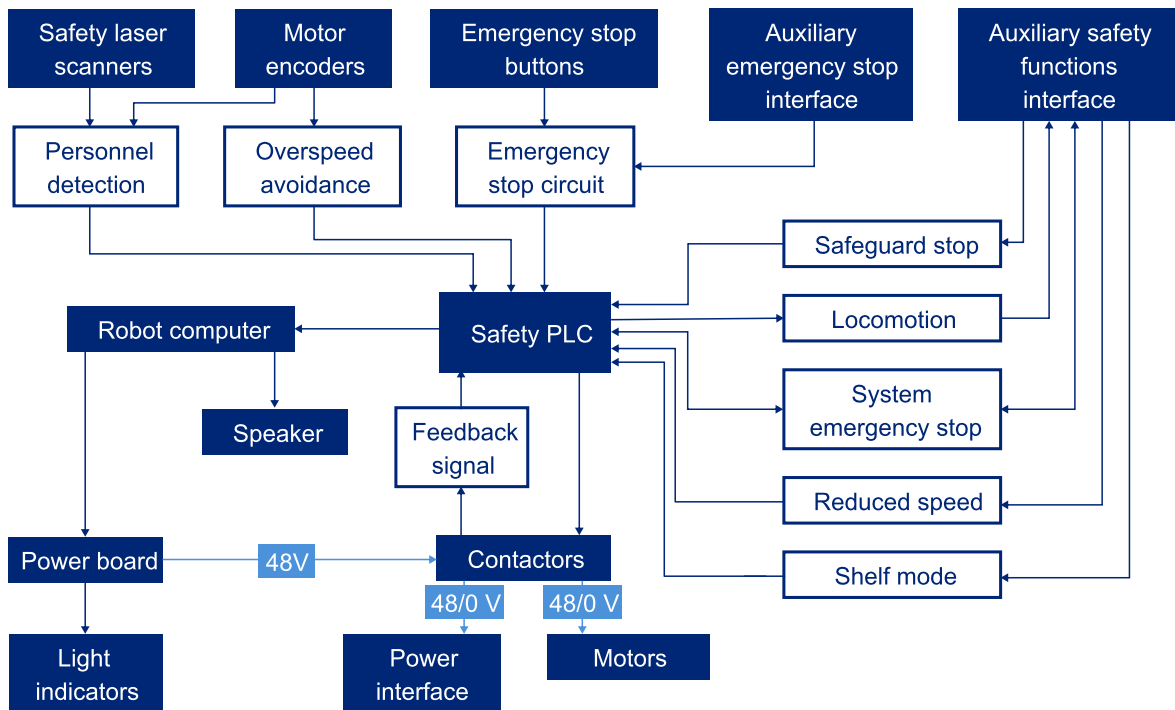 Safety laser
scanners
Motor
encoders
Emergency stop
buttons
Auxiliary
emergency stop
interface
Auxiliary safety
functions
interface
Personnel
detection
Overspeed
avoidance
Emergency
stop circuit
Safeguard stop
Robot computer
Safety PLC
Locomotion
Speaker
Feedback
signal
System
emergency stop
Reduced speed
Power board
48V
Contactors
Shelf mode
48/0 V
48/0 V
Light
indicators
Power
interface
Motors